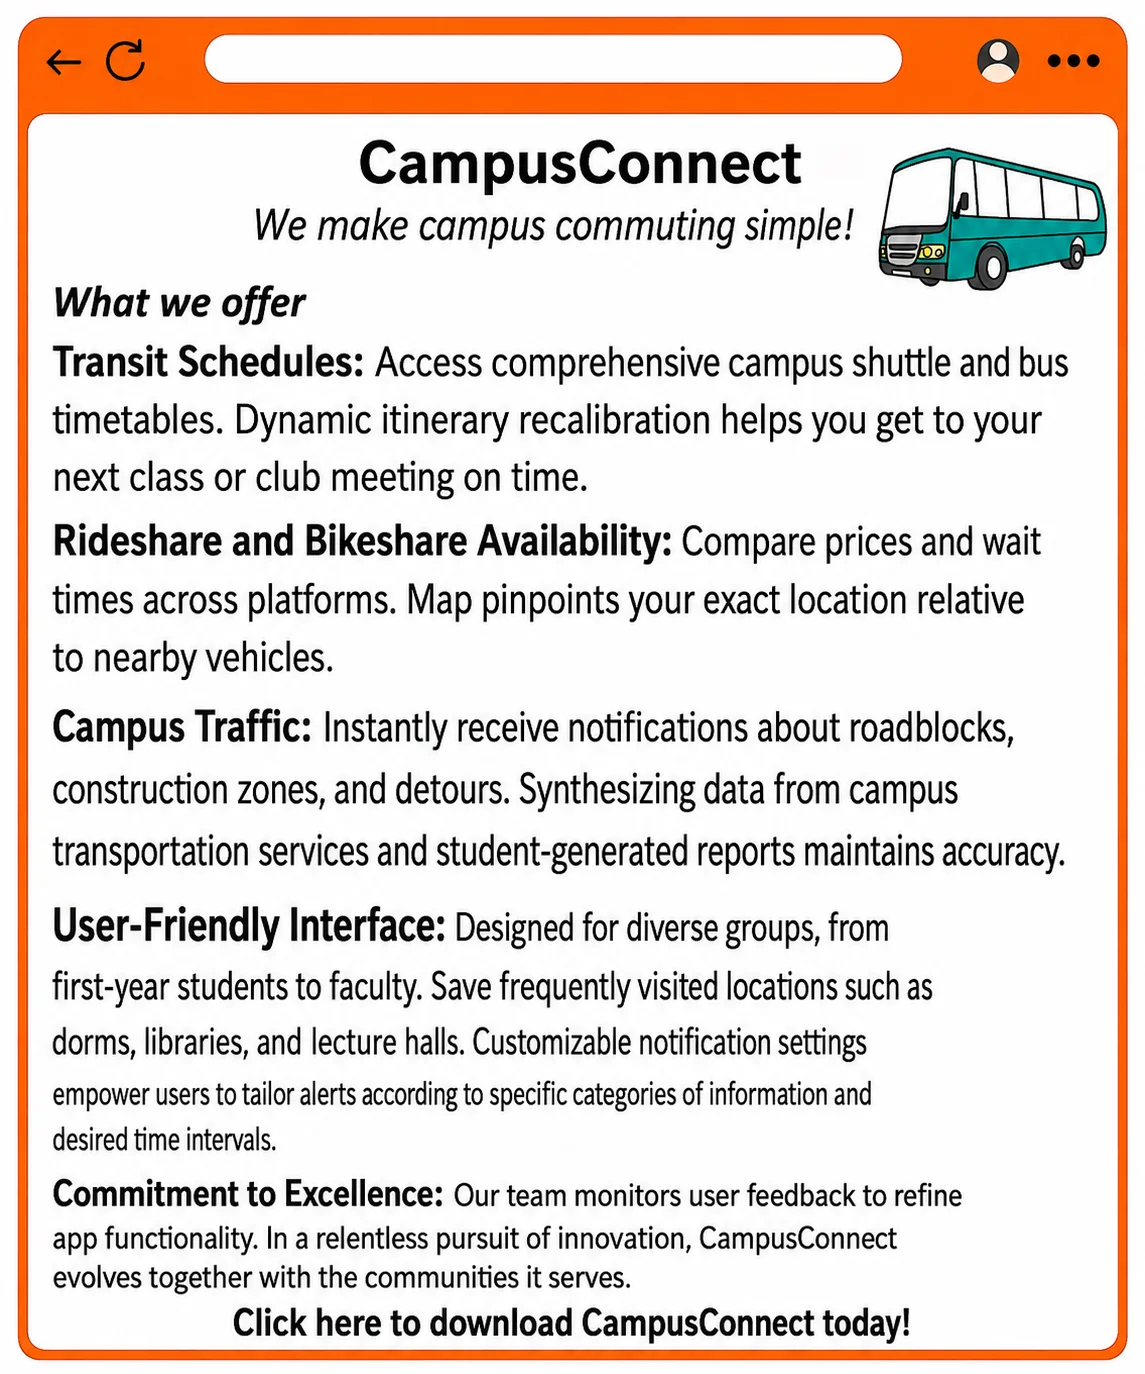 CampusConnect
We make campus commuting simple!
What we offer
Transit Schedules: Access comprehensive campus shuttle and bus
timetables. Dynamic itinerary recalibration helps you get to your
next class or club meeting on time.
Rideshare and Bikeshare Availability: Compare prices and wait
times across platforms. Map pinpoints your exact location relative
to nearby vehicles.
Campus Traffic: Instantly receive notifications about roadblocks,
construction zones, and detours. Synthesizing data from campus
transportation services and student-generated reports maintains accuracy.
User-Friendly Interface: Designed for diverse groups, from
first-year students to faculty. Save frequently visited locations such as
dorms, libraries, and lecture halls. Customizable notification settings
empower users to tailor alerts according to specific categories of information and
desired time intervals.
Commitment to Excellence: Our team monitors user feedback to refine
app functionality. In a relentless pursuit of innovation, CampusConnect
evolves together with the communities it serves.
Click here to download CampusConnect today!